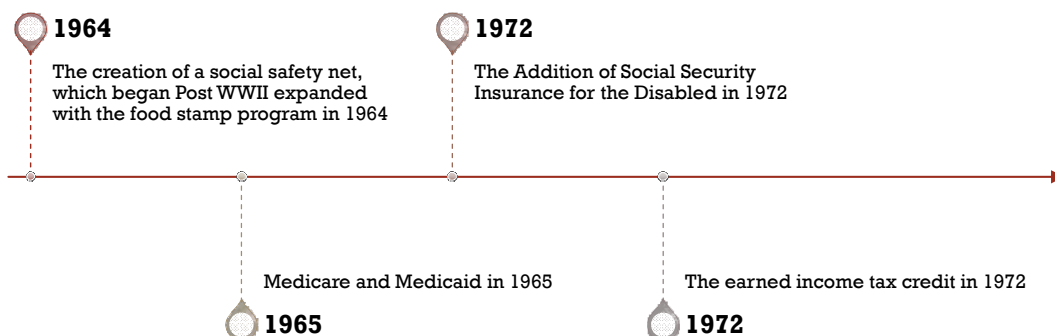 1964
The creation of a social safety net,
which began Post WWII expanded
with the food stamp program in 1964
1972
The Addition of Social Security
Insurance for the Disabled in 1972
Medicare and Medicaid in 1965
1965
The earned income tax credit in 1972
1972